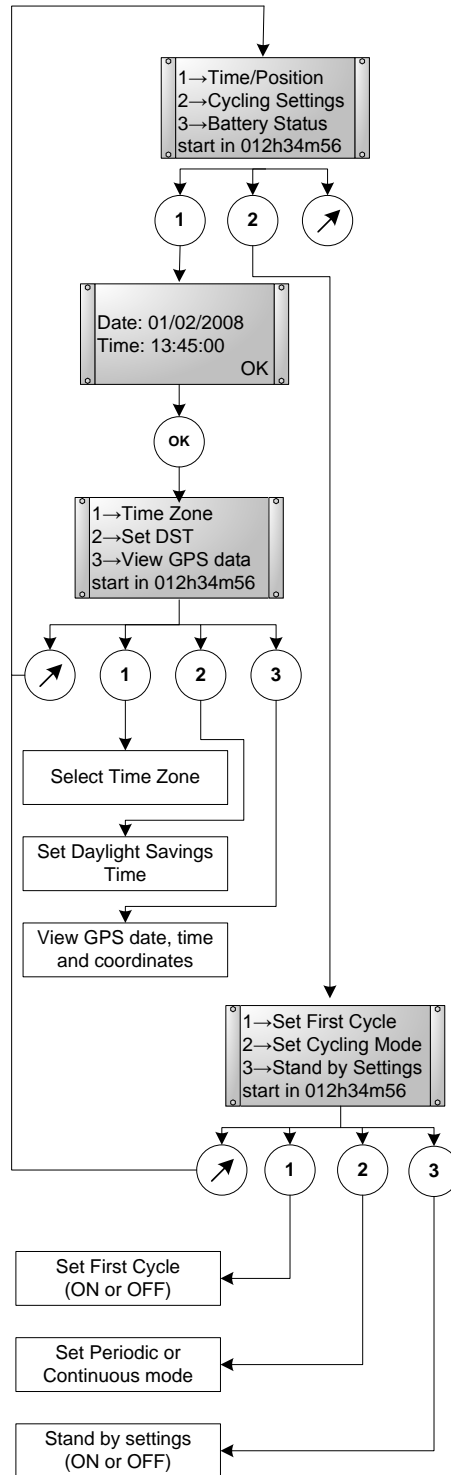 1→Time/Position
2→Cycling Settings
3→Battery Status
start in 012h34m56
1
2
Date: 01/02/2008
Time: 13:45:00
OK
OK
1→Time Zone
2→Set DST
3→View GPS data
start in 012h34m56
1
2
3
Select Time Zone
Set Daylight Savings
Time
View GPS date, time
and coordinates
1→Set First Cycle
2→Set Cycling Mode
3→Stand by Settings
start in 012h34m56
1
2
3
Set First Cycle
(ON or OFF)
Set Periodic or
Continuous mode
Stand by settings
(ON or OFF)